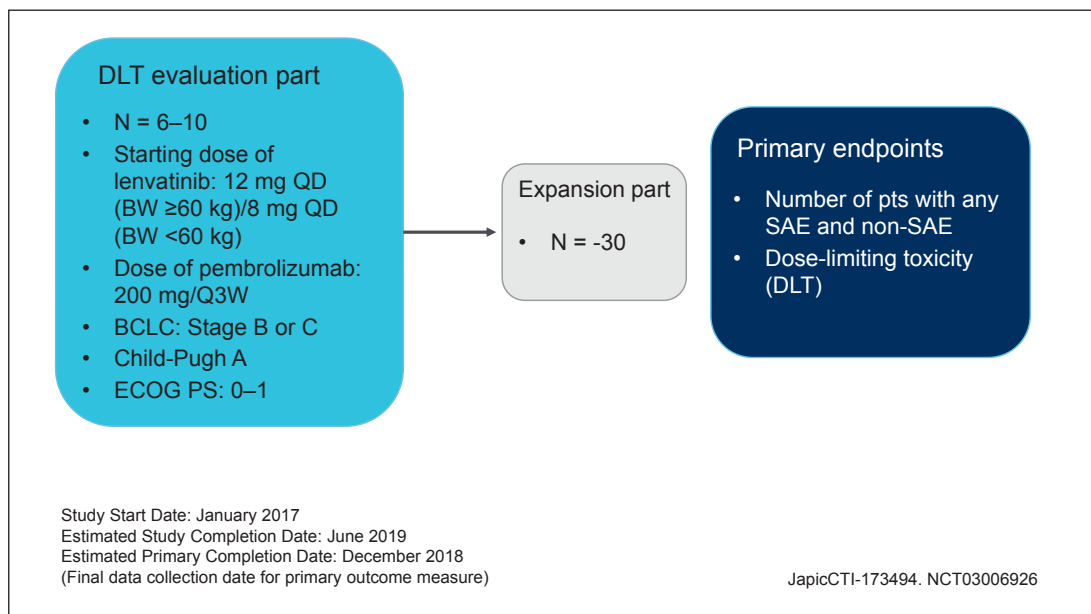 DLT evaluation part
• N = 6–10
• Starting dose of
lenvatinib: 12 mg QD
(BW ≥60 kg)/8 mg QD
(BW <60 kg)
• Dose of pembrolizumab:
200 mg/Q3W
• BCLC: Stage B or C
• Child-Pugh A
• ECOG PS: 0–1
Expansion part
• N = -30
Primary endpoints
• Number of pts with any
SAE and non-SAE
• Dose-limiting toxicity
(DLT)
Study Start Date: January 2017
Estimated Study Completion Date: June 2019
Estimated Primary Completion Date: December 2018
(Final data collection date for primary outcome measure)
JapicCTI-173494. NCT03006926